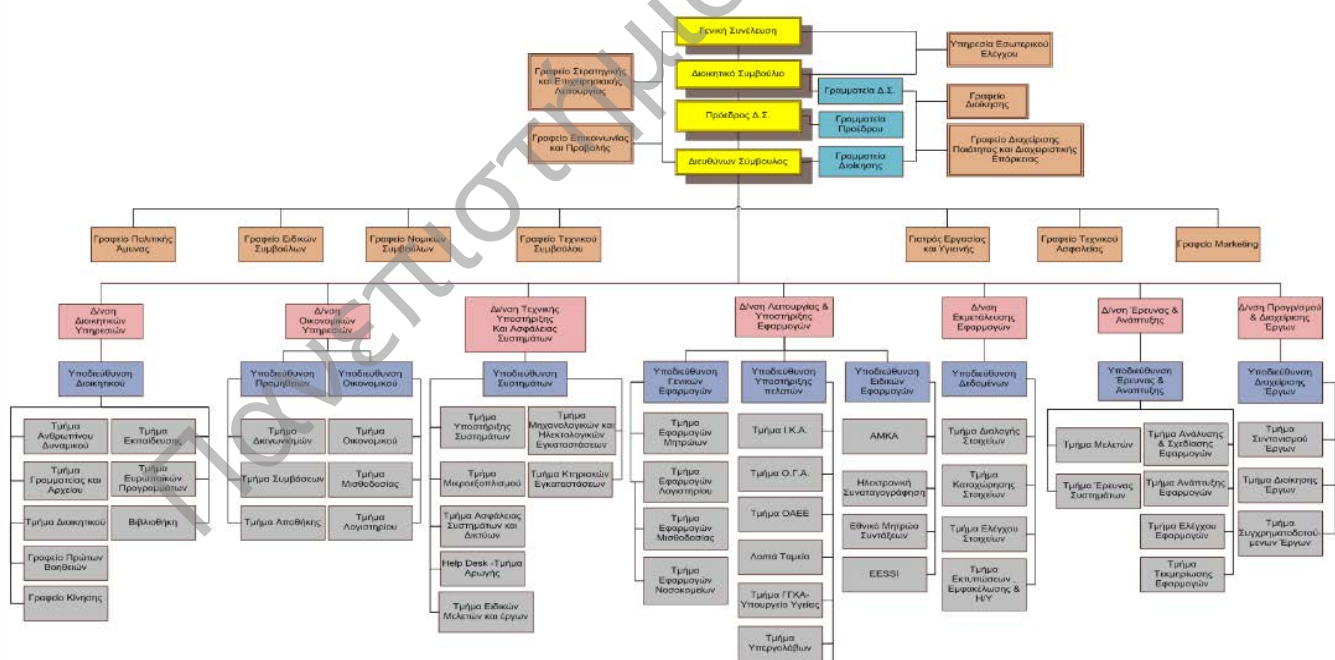 Γενική Συνέλευση
Υπηρεσία Εσωτερικού
Ελέγχου
Γραφείο Στρατηγικής
και Επιχειρησιακής
Λειτουργίας
Διοικητικό Συμβούλιο
Γραμματεία Δ.Σ.
Γραφείο
Διοίκησης
Πρόεδρος Δ.Σ.
Γραμματεία
Προέδρου
Γραφείο Επικοινωνίας
και Προβολής
Γραφείο Διαχείρισης
Ποιότητας και Διαχειριστικής
Επάρκειας
Διευθύνων Σύμβουλος
Γραμματεία
Διοίκησης
Γραφείο Πολιτικής
Άμυνας
Γραφείο Ειδικών
Συμβούλων
Γραφείο Νομικών
Συμβούλων
Γραφείο Τεχνικού
Συμβούλου
Γιατρός Εργασίας
και Υγιεινής
Γραφείο Τεχνικού
Ασφαλείας
Γραφείο Marketing
Δ/νση
Διοικητικών
Υπηρεσιών
Δ/νση
Οικονομικών
Υπηρεσιών
Δι/νση Τεχνικής
Υποστήριξης
Και Ασφάλειας
Συστημάτων
Δ/νση Λειτουργίας &
Υποστήριξης
Εφαρμογών
Δ/νση
Εκμετάλευσης
Εφαρμογών
Δ/νση Έρευνας &
Ανάπτυξης
Δ/νση Προγρ/σμού
& Διαχείρισης
Έργων
Υποδιεύθυνση
Διοικητικού
Υποδιεύθυνση
Προμηθειών
Υποδιεύθυνση
Οικονομικού
Υποδιεύθυνση
Συστημάτων
Υποδιεύθυνση
Γενικών
Εφαρμογών
Υποδιεύθυνση
Υποστήριξης
πελατών
Υποδιεύθυνση
Ειδικών
Εφαρμογών
Υποδιεύθυνση
Δεδομένων
Υποδιεύθυνση
Έρευνας &
Ανάπτυξης
Υποδιεύθυνση
Διαχείρισης
Έργων
Τμήμα
Ανθρωπίνου
Δυναμικού
Τμήμα
Εκπαίδευσης
Τμήμα
Γραμματείας και
Αρχείου
Τμήμα
Ευρωπαϊκών
Προγραμμάτων
Τμήμα Διοικητικού
Βιβλιοθήκη
Γραφείο Πρώτων
Βοηθειών
Γραφείο Κίνησης
Τμήμα
Διαγωνισμών
Τμήμα
Οικονομικού
Τμήμα Συμβάσεων
Τμήμα
Μισθοδοσίας
Τμήμα Αποθήκης
Τμήμα
Λογιστηρίου
Τμήμα
Υποστήριξης
Συστημάτων
Τμήμα
Μηχανολογικών και
Ηλεκτολογικών
Εγκαταστάσεων
Τμήμα
Μικροεξοπλισμού
Τμήμα Κτηριακών
Εγκαταστάσεων
Τμήμα Ασφάλειας
Συστημάτων και
Δικτύων
Help Desk -Τμήμα
Αρωγής
Τμήμα Ειδικών
Μελετών και έργων
Τμήμα
Εφαρμογών
Μητρώων
Τμήμα
Εφαρμογών
Λογιστηρίου
Τμήμα
Εφαρμογών
Μισθοδοσίας
Τμήμα
Εφαρμογών
Νοσοκομείων
Τμήμα Ι.Κ.Α.
Τμήμα Ο.Γ.Α.
Τμήμα ΟΑΕΕ
Λοιπά Ταμεία
Τμήμα ΓΓΚΑ-
Υπουργείο Υγείας
Τμήμα
Υπεργολάβων
ΑΜΚΑ
Ηλεκτρονική
Συναταγογράφηση
Εθνικό Μητρώο
Συντάξεων
EESSI
Τμήμα Διαλογής
Στοιχείων
Τμήμα
Καταχώρησης
Στοιχείων
Τμήμα Ελέγχου
Στοιχείων
Τμήμα
Εκτυπώσεων ,
Εμφακέλωσης &
Η/Υ
Τμήμα Μελετών
Τμήμα Ανάλυσης
& Σχεδίασης
Εφαρμογών
Τμήμα Έρευνας
Συστημάτων
Τμήμα Ανάπτυξης
Εφαρμογών
Τμήμα Ελέγχου
Εφαρμογών
Τμήμα
Τεκμηρίωσης
Εφαρμογών
Τμήμα
Συντονισμού
Έργων
Τμήμα Διοίκησης
Έργων
Τμήμα
Συγχρηματοδοτού-
μενων Έργων